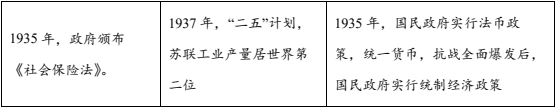 1935 年，政府颁布
《社会保险法》。
1937 年，“二五”计划，
苏联工业产量居世界第
二位
1935 年，国民政府实行法币政
策，统一货币，抗战全面爆发后，
国民政府实行统制经济政策